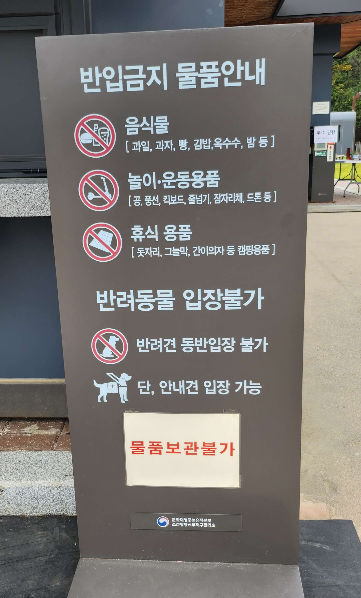 반입금지 물품안내
음식물
[ 과일, 과자, 빵, 김밥,옥수수, 밤 등 ]
놀이·운동용품
[ 공, 풍선, 킥보드, 줄넘기, 잠자리채, 드론 등 ]
휴식 용품
[ 돗자리, 그늘막, 간이의자 등 캠핑용품 ]
반려동물 입장불가
반려견 동반입장 불가
단, 안내견 입장 가능
물품보관불가